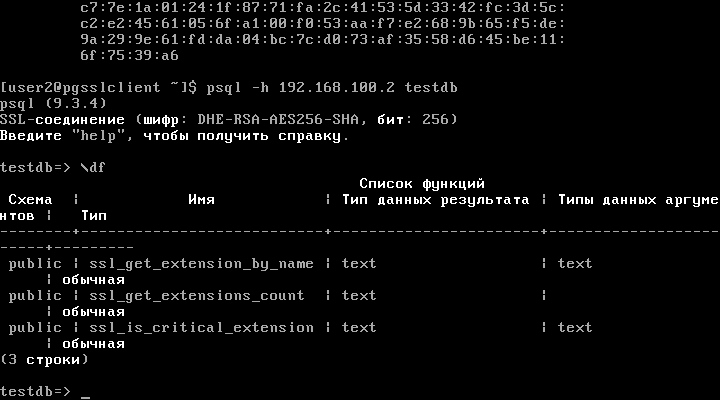 c7:7e:1a:01:24:1f:87:71:fa:2c:41:53:5d:33:42:fc:3d:5c:
c2:e2:45:61:05:6f:a1:00:f0:53:aa:f7:e2:68:9b:65:f5:de:
9a:29:9e:61:fd:da:04:bc:7c:d0:73:af:35:58:d6:45:be:11:
6f:75:39:a6
[user2@pgsslclient ~]$ psql -h 192.168.100.2 testdb
psql (9.3.4)
SSL-соединение (шифр: DHE-RSA-AES256-SHA, бит: 256)
Введите "help", чтобы получить справку.
testdb=> \df
Список функций
Схема | Имя | Тип данных результата | Типы данных аргуме
нтов | Тип
--------+--------------------------+-----------------------+-------------------
-----+---------
public | ssl_get_extension_by_name | text | text
| обычная
public | ssl_get_extensions_count | text |
| обычная
public | ssl_is_critical_extension | text | text
| обычная
(3 строки)
testdb=> _